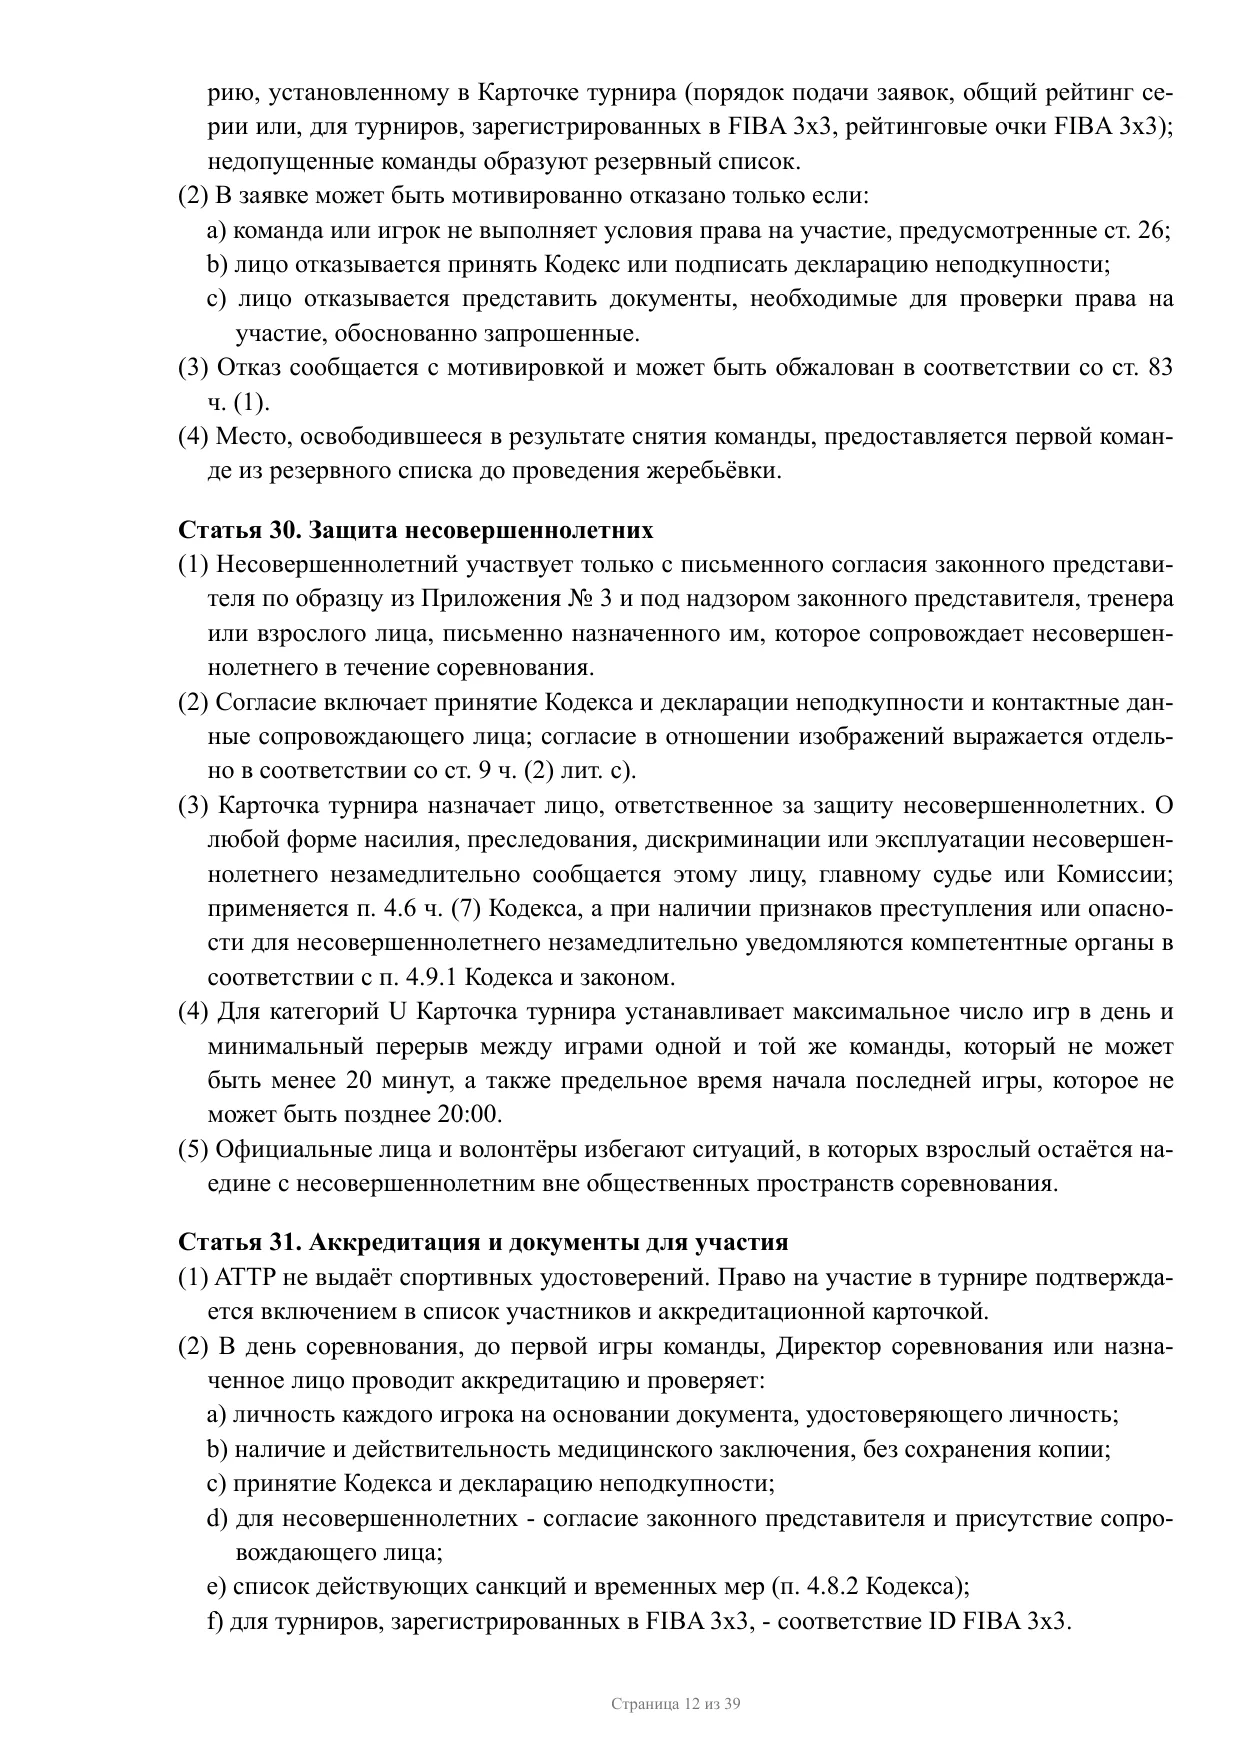 рию, установленному в Карточке турнира (порядок подачи заявок, общий рейтинг се-
рии или, для турниров, зарегистрированных в FIBA 3x3, рейтинговые очки FIBA 3x3);
недопущенные команды образуют резервный список.
(2) В заявке может быть мотивированно отказано только если:
a) команда или игрок не выполняет условия права на участие, предусмотренные ст. 26;
b) лицо отказывается принять Кодекс или подписать декларацию неподкупности;
c) лицо отказывается представить документы, необходимые для проверки права на
участие, обоснованно запрошенные.
(3) Отказ сообщается с мотивировкой и может быть обжалован в соответствии со ст. 83
ч. (1).
(4) Место, освободившееся в результате снятия команды, предоставляется первой коман-
де из резервного списка до проведения жеребьёвки.
Статья 30. Защита несовершеннолетних
(1) Несовершеннолетний участвует только с письменного согласия законного представи-
теля по образцу из Приложения № 3 и под надзором законного представителя, тренера
или взрослого лица, письменно назначенного им, которое сопровождает несовершен-
нолетнего в течение соревнования.
(2) Согласие включает принятие Кодекса и декларации неподкупности и контактные дан-
ные сопровождающего лица; согласие в отношении изображений выражается отдель-
но в соответствии со ст. 9 ч. (2) лит. c).
(3) Карточка турнира назначает лицо, ответственное за защиту несовершеннолетних. О
любой форме насилия, преследования, дискриминации или эксплуатации несовершен-
нолетнего незамедлительно сообщается этому лицу, главному судье или Комиссии;
применяется п. 4.6 ч. (7) Кодекса, а при наличии признаков преступления или опасно-
сти для несовершеннолетнего незамедлительно уведомляются компетентные органы в
соответствии с п. 4.9.1 Кодекса и законом.
(4) Для категорий U Карточка турнира устанавливает максимальное число игр в день и
минимальный перерыв между играми одной и той же команды, который не может
быть менее 20 минут, а также предельное время начала последней игры, которое не
может быть позднее 20:00.
(5) Официальные лица и волонтёры избегают ситуаций, в которых взрослый остаётся на-
едине с несовершеннолетним вне общественных пространств соревнования.
Статья 31. Аккредитация и документы для участия
(1) АТТР не выдаёт спортивных удостоверений. Право на участие в турнире подтвержда-
ется включением в список участников и аккредитационной карточкой.
(2) В день соревнования, до первой игры команды, Директор соревнования или назна-
ченное лицо проводит аккредитацию и проверяет:
a) личность каждого игрока на основании документа, удостоверяющего личность;
b) наличие и действительность медицинского заключения, без сохранения копии;
c) принятие Кодекса и декларацию неподкупности;
d) для несовершеннолетних - согласие законного представителя и присутствие сопро-
вождающего лица;
e) список действующих санкций и временных мер (п. 4.8.2 Кодекса);
f) для турниров, зарегистрированных в FIBA 3x3, - соответствие ID FIBA 3x3.
Страница 12 из 39